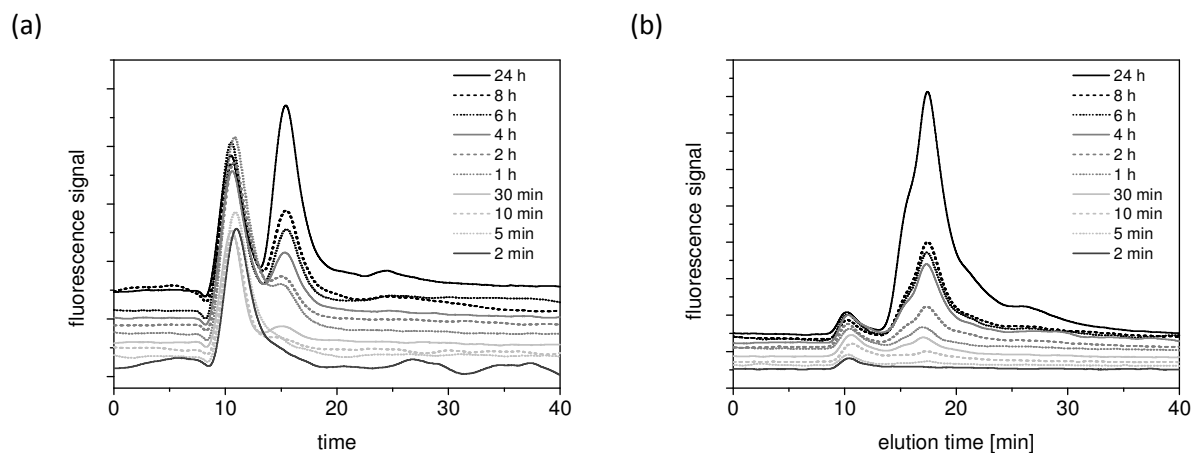 (a)
(b)
24 h
8 h
6 h
4 h
2 h
1 h
30 min
10 min
5 min
2 min
fluorescence signal
0
10
20
30
40
time
24 h
8 h
6 h
4 h
2 h
1 h
30 min
10 min
5 min
2 min
fluorescence signal
0
10
20
30
40
elution time [min]